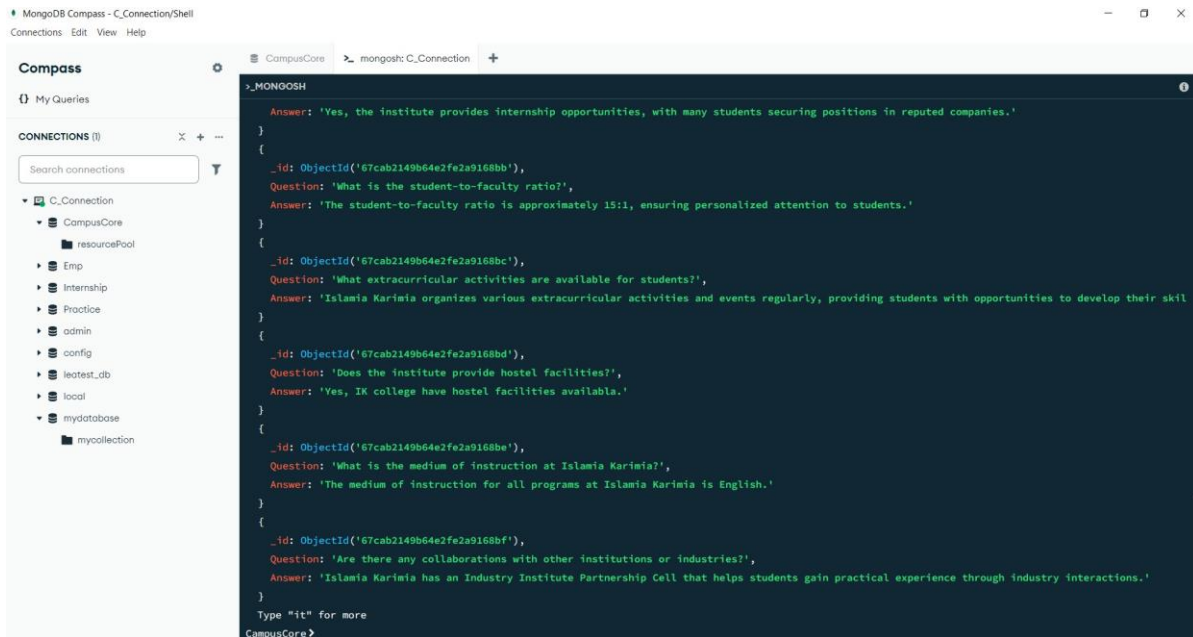 MongoDB Compass - C_Connection/Shell
Connections Edit View Help
Compass
{} My Queries
CONNECTIONS (1)
Search connections
C_Connection
CampusCore
resourcePool
Emp
Internship
Practice
admin
config
leatest_db
local
mydatabase
mycollection
CampusCore
>_ mongosh: C_Connection
+
>_MONGOSH
Answer: 'Yes, the institute provides internship opportunities, with many students securing positions in reputed companies.'
}
{
_id: ObjectId('67cab2149b64e2fe2a9168bb'),
Question: 'What is the student-to-faculty ratio?',
Answer: 'The student-to-faculty ratio is approximately 15:1, ensuring personalized attention to students.'
}
{
_id: ObjectId('67cab2149b64e2fe2a9168bc'),
Question: 'What extracurricular activities are available for students?',
Answer: 'Islamia Karimia organizes various extracurricular activities and events regularly, providing students with opportunities to develop their skil
}
{
_id: ObjectId('67cab2149b64e2fe2a9168bd'),
Question: 'Does the institute provide hostel facilities?',
Answer: 'Yes, IK college have hostel facilities availabla.'
}
{
_id: ObjectId('67cab2149b64e2fe2a9168be'),
Question: 'What is the medium of instruction at Islamia Karimia?',
Answer: 'The medium of instruction for all programs at Islamia Karimia is English.'
}
{
_id: ObjectId('67cab2149b64e2fe2a9168bf'),
Question: 'Are there any collaborations with other institutions or industries?',
Answer: 'Islamia Karimia has an Industry Institute Partnership Cell that helps students gain practical experience through industry interactions.'
}
Type "it" for more
CampusCore>